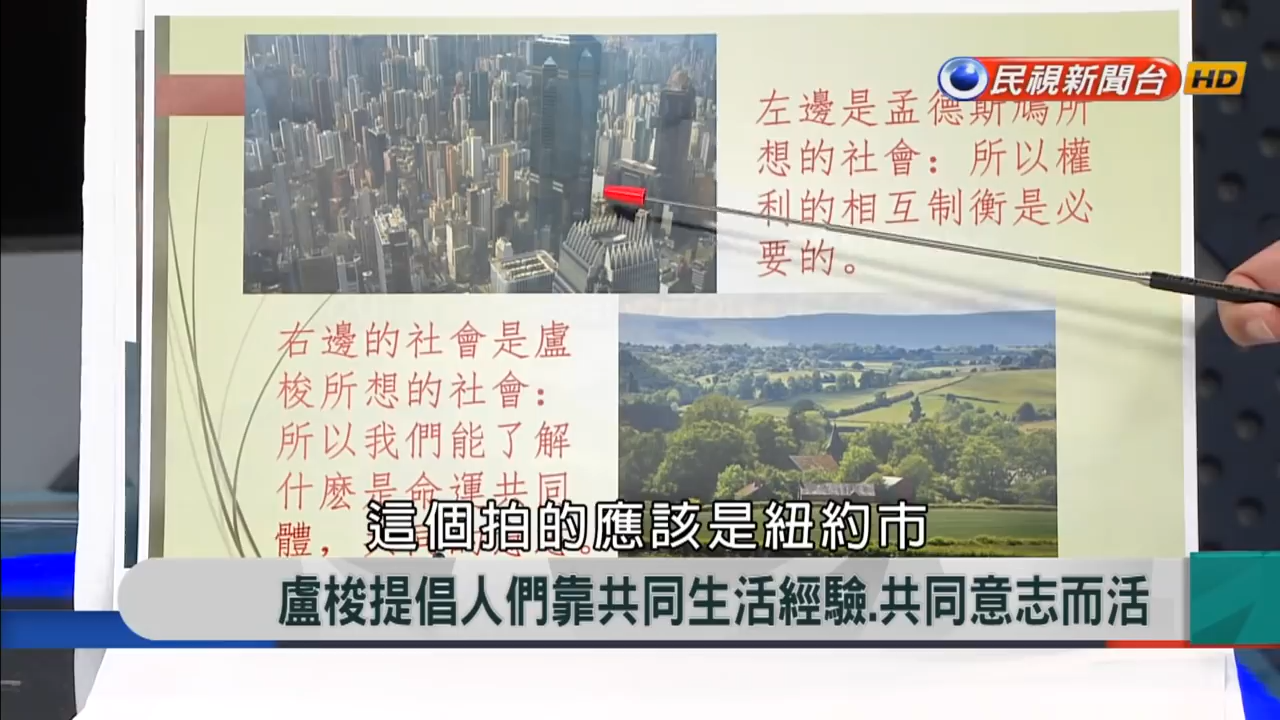 民視新聞台 HD
左邊是孟德斯鳩所
想的社會：所以權
利的相互制衡是必
要的。
右邊的社會是盧
梭所想的社會：
所以我們能了解
什麼是命運共同
體，
這個拍的應該是紐約市
盧梭提倡人們靠共同生活經驗.共同意志而活